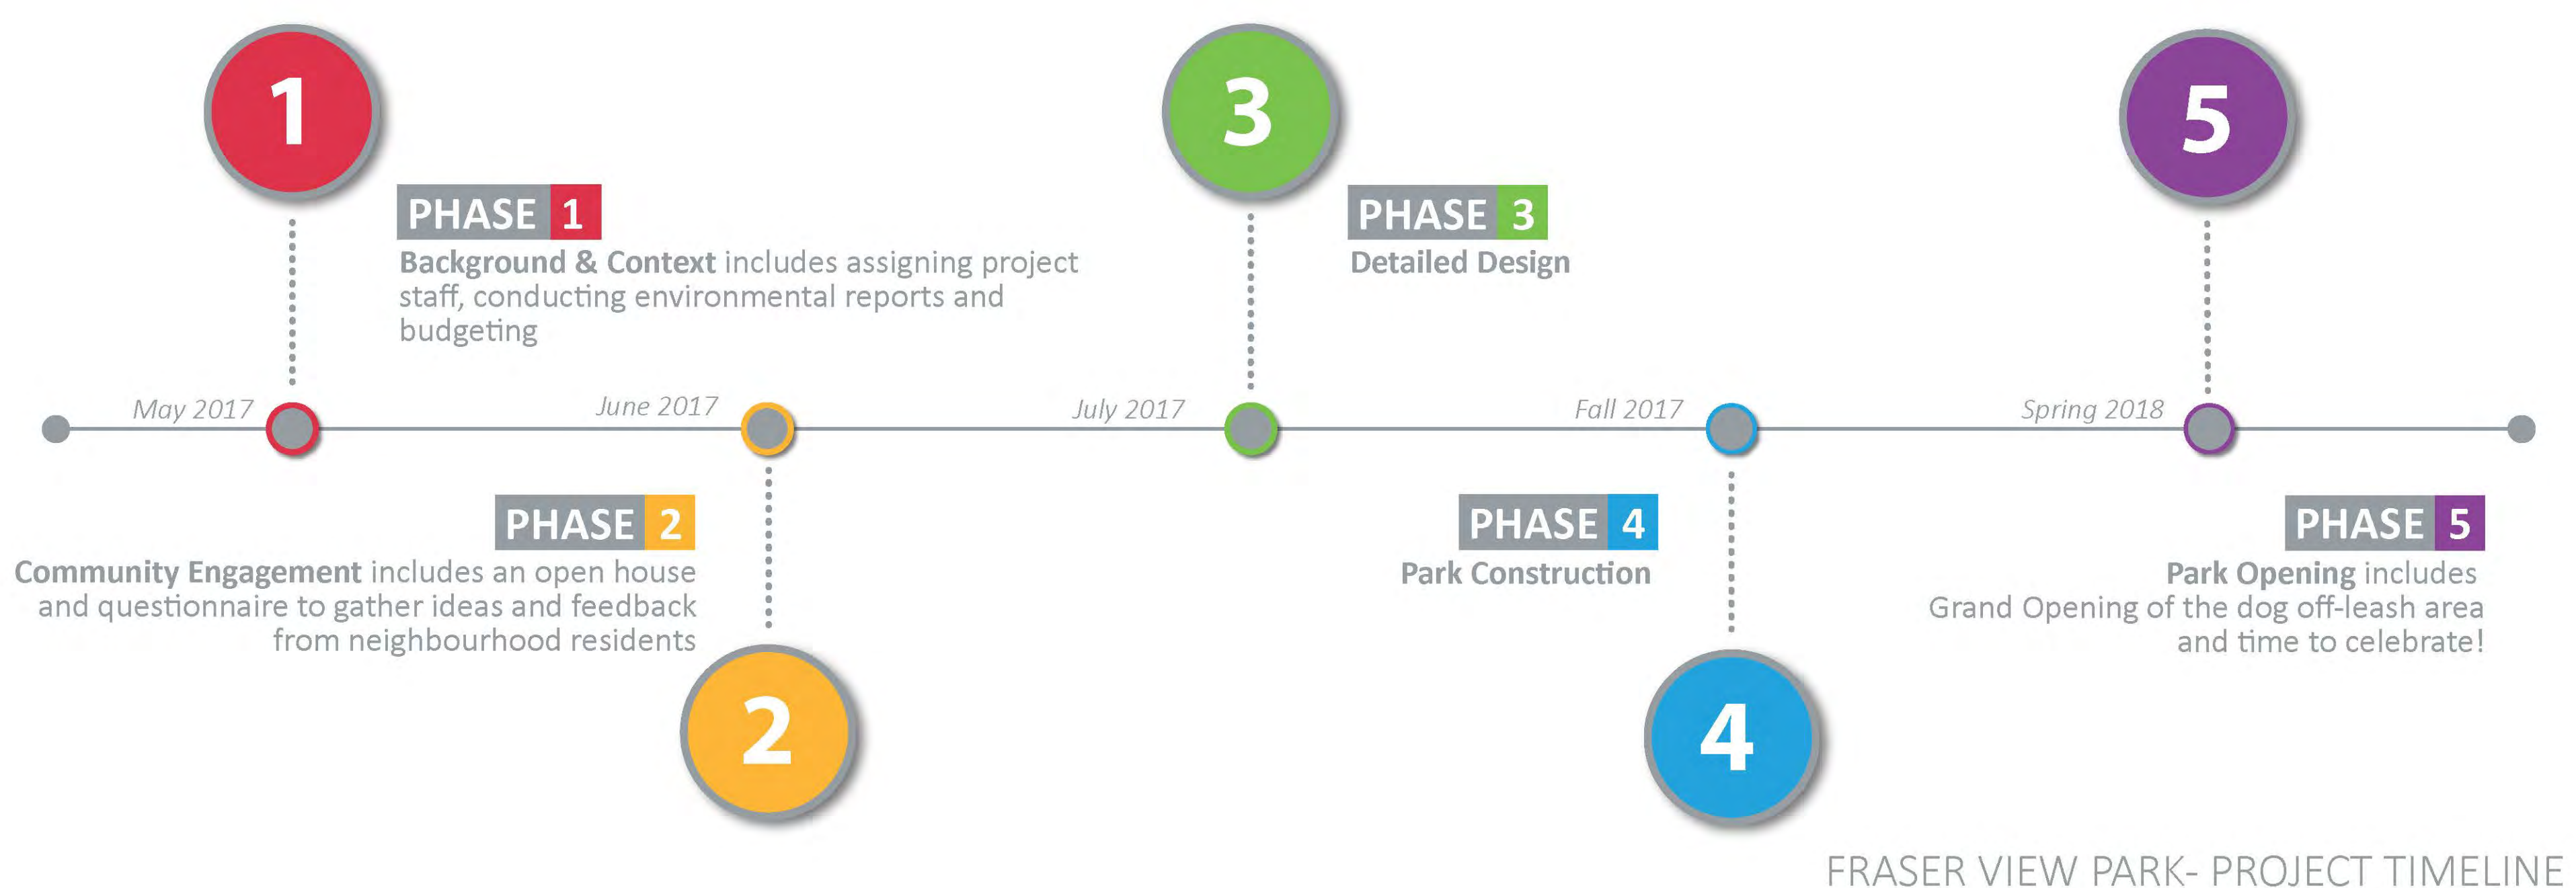 1
PHASE 1
Background & Context includes assigning project
staff, conducting environmental reports and
budgeting
May 2017
June 2017
PHASE 2
Community Engagement includes an open house
and questionnaire to gather ideas and feedback
from neighbourhood residents
2
3
PHASE 3
Detailed Design
July 2017
Fall 2017
PHASE 4
Park Construction
4
5
Spring 2018
PHASE 5
Park Opening includes
Grand Opening of the dog off-leash area
and time to celebrate!
FRASER VIEW PARK- PROJECT TIMELINE